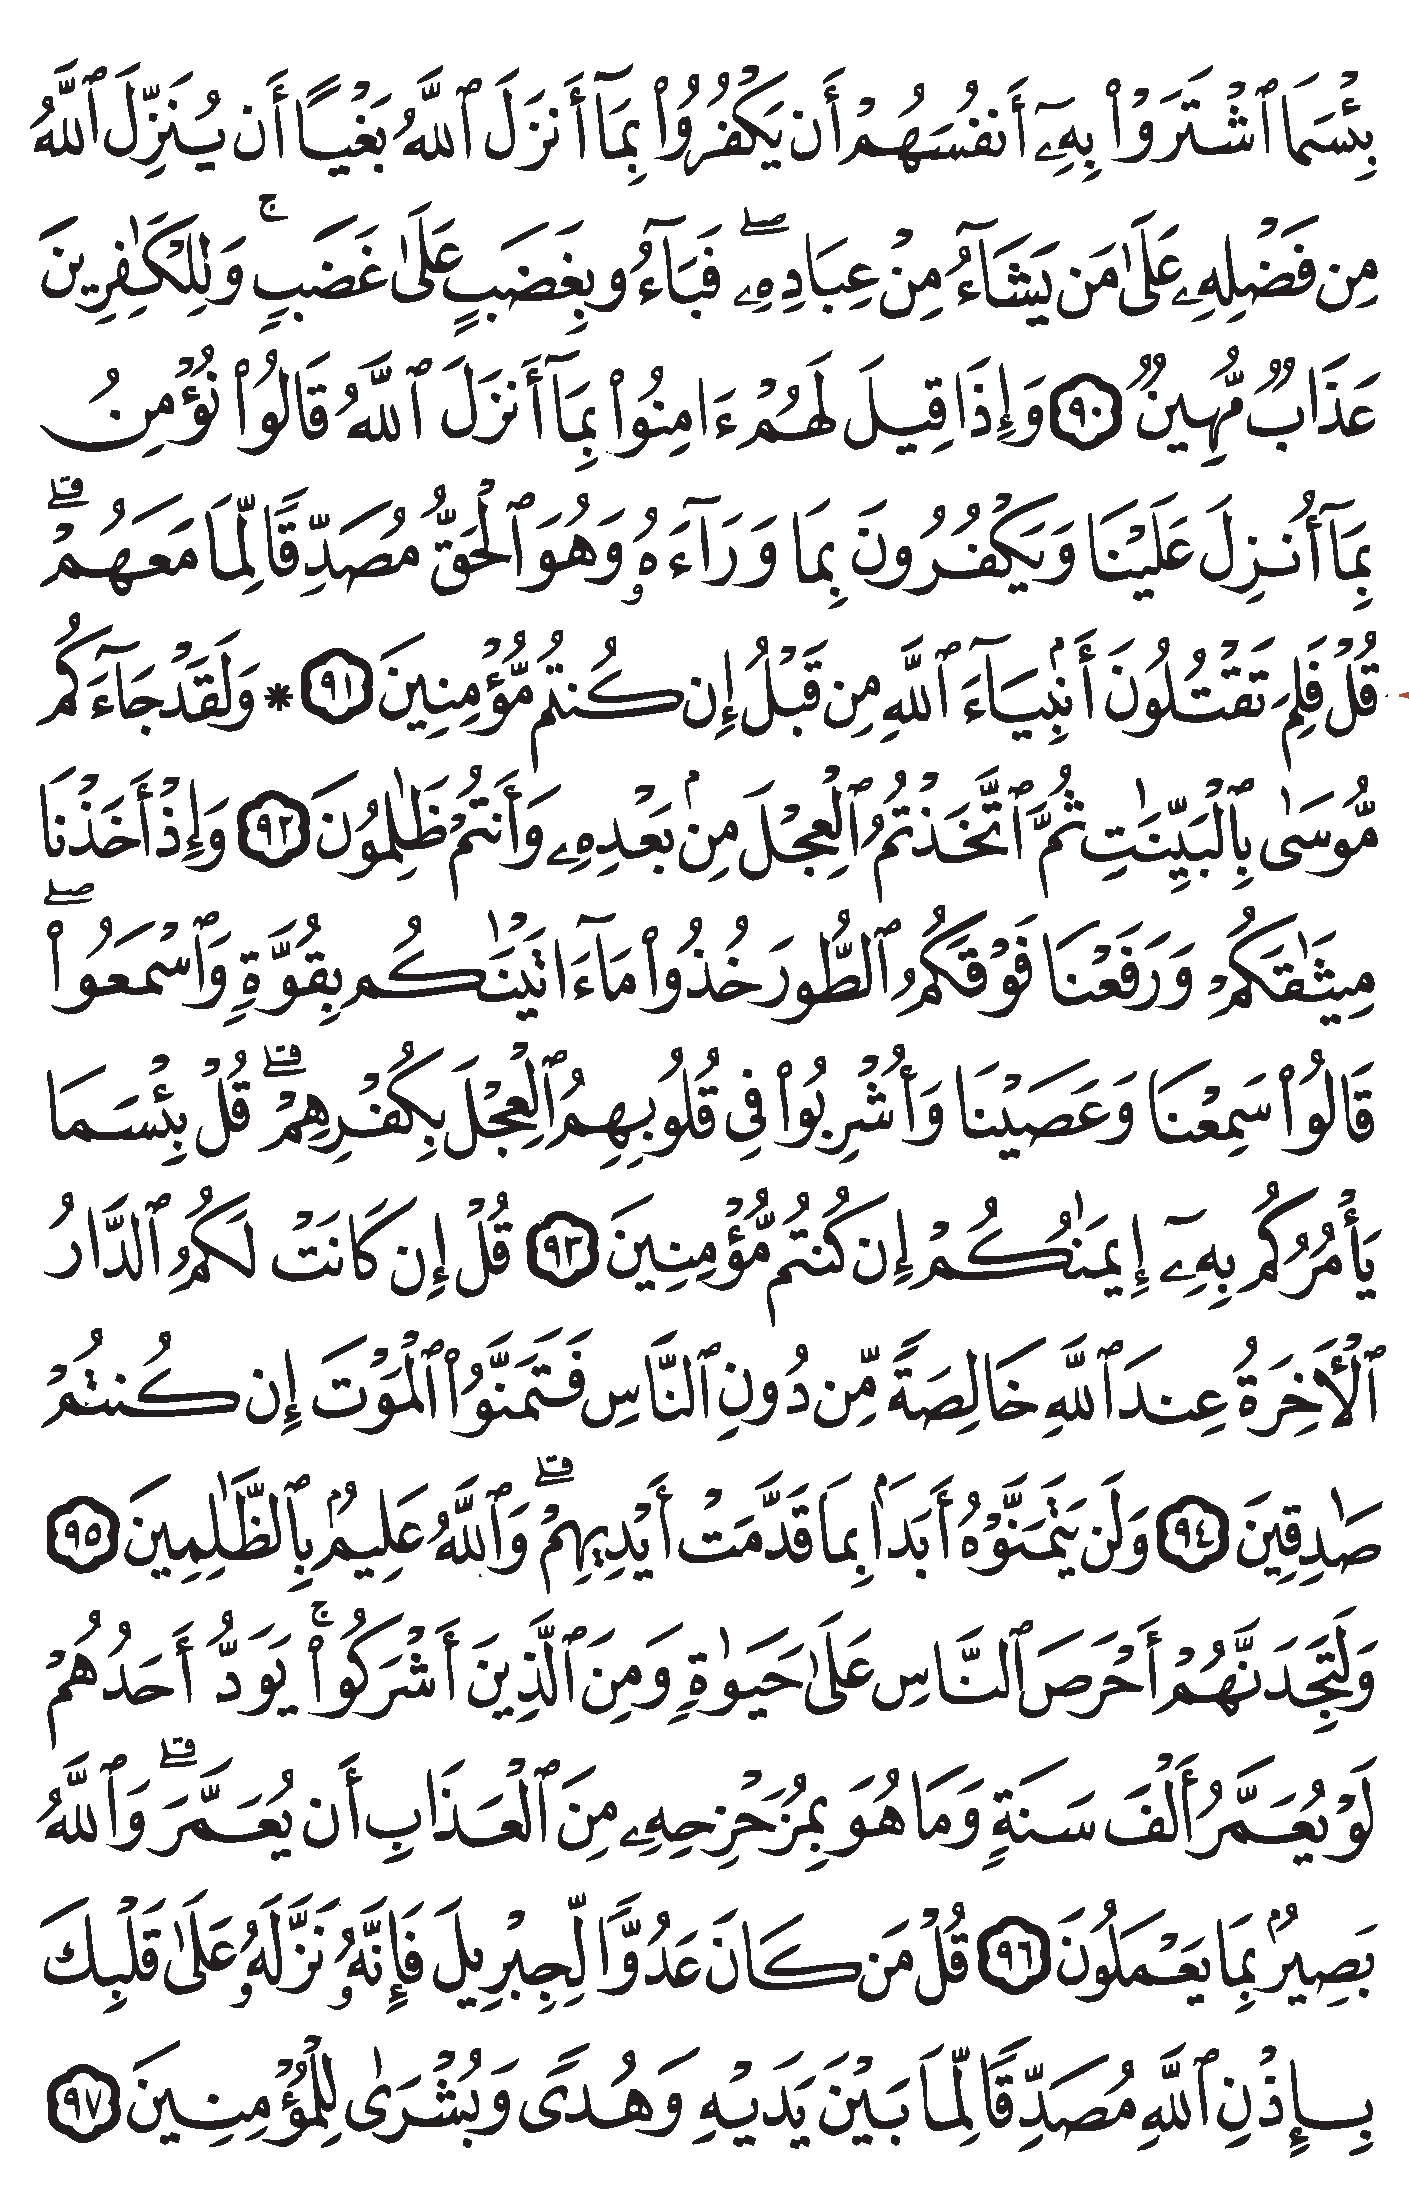 بِئۡسَمَا ٱشۡتَرَوۡاْ بِهِۦٓ أَنفُسَهُمۡ أَن يَكۡفُرُواْ بِمَآ أَنزَلَ ٱللَّهُ بَغۡيًا أَن يُنَزِّلَ ٱللَّهُ
مِن فَضۡلِهِۦ عَلَىٰ مَن يَشَآءُ مِنۡ عِبَادِهِۦۖ فَبَآءُو بِغَضَبٍ عَلَىٰ غَضَبٖۚ وَلِلۡكَٰفِرِينَ
عَذَابٞ مُّهِينٞ ٩٠ وَإِذَا قِيلَ لَهُمۡ ءَامِنُواْ بِمَآ أَنزَلَ ٱللَّهُ قَالُواْ نُؤۡمِنُ
بِمَآ أُنزِلَ عَلَيۡنَا وَيَكۡفُرُونَ بِمَا وَرَآءَهُۥ وَهُوَ ٱلۡحَقُّ مُصَدِّقٗا لِّمَا مَعَهُمۡۗ
قُلۡ فَلِمَ تَقۡتُلُونَ أَنۢبِيَآءَ ٱللَّهِ مِن قَبۡلُ إِن كُنتُم مُّؤۡمِنِينَ ٩١ * وَلَقَدۡ جَآءَكُم
مُّوسَىٰ بِٱلۡبَيِّنَٰتِ ثُمَّ ٱتَّخَذۡتُمُ ٱلۡعِجۡلَ مِنۢ بَعۡدِهِۦ وَأَنتُمۡ ظَٰلِمُونَ ٩٢ وَإِذۡ أَخَذۡنَا
مِيثَٰقَكُمۡ وَرَفَعۡنَا فَوۡقَكُمُ ٱلطُّورَ خُذُواْ مَآ ءَاتَيۡنَٰكُم بِقُوَّةٖ وَٱسۡمَعُواْۖ
قَالُواْ سَمِعۡنَا وَعَصَيۡنَا وَأُشۡرِبُواْ فِي قُلُوبِهِمُ ٱلۡعِجۡلَ بِكُفۡرِهِمۡۗ قُلۡ بِئۡسَمَا
يَأۡمُرُكُم بِهِۦٓ إِيمَٰنُكُمۡ إِن كُنتُم مُّؤۡمِنِينَ ٩٣ قُلۡ إِن كَانَتۡ لَكُمُ ٱلدَّارُ
ٱلۡأٓخِرَةُ عِندَ ٱللَّهِ خَالِصَةٗ مِّن دُونِ ٱلنَّاسِ فَتَمَنَّوُاْ ٱلۡمَوۡتَ إِن كُنتُمۡ
صَٰدِقِينَ ٩٤ وَلَن يَتَمَنَّوۡهُ أَبَدَۢا بِمَا قَدَّمَتۡ أَيۡدِيهِمۡۗ وَٱللَّهُ عَلِيمُۢ بِٱلظَّٰلِمِينَ ٩٥
وَلَتَجِدَنَّهُمۡ أَحۡرَصَ ٱلنَّاسِ عَلَىٰ حَيَوٰةٖ وَمِنَ ٱلَّذِينَ أَشۡرَكُواْۚ يَوَدُّ أَحَدُهُمۡ
لَوۡ يُعَمَّرُ أَلۡفَ سَنَةٖ وَمَا هُوَ بِمُزَحۡزِحِهِۦ مِنَ ٱلۡعَذَابِ أَن يُعَمَّرَۗ وَٱللَّهُ
بَصِيرُۢ بِمَا يَعۡمَلُونَ ٩٦ قُلۡ مَن كَانَ عَدُوّٗا لِّجِبۡرِيلَ فَإِنَّهُۥ نَزَّلَهُۥ عَلَىٰ قَلۡبِكَ
بِإِذۡنِ ٱللَّهِ مُصَدِّقٗا لِّمَا بَيۡنَ يَدَيۡهِ وَهُدٗى وَبُشۡرَىٰ لِلۡمُؤۡمِنِينَ ٩٧